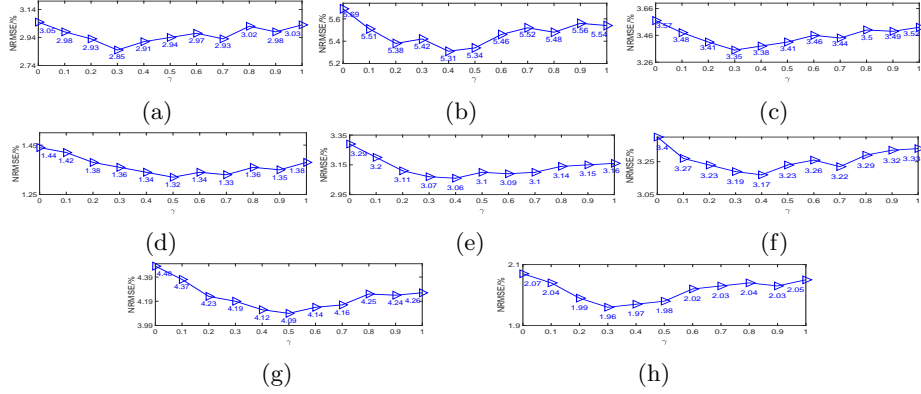 3.14
2.94
2.74
NRMSE/%
3.05 2.98 2.93 2.85 2.91 2.94 2.97 2.93 3.02 2.98 3.03
0 0.1 0.2 0.3 0.4 0.5 0.6 0.7 0.8 0.9 1
γ
(a)
5.6
5.4
5.2
NRMSE/%
5.69 5.51 5.38 5.42 5.31 5.34 5.46 5.52 5.48 5.56 5.54
0 0.1 0.2 0.3 0.4 0.5 0.6 0.7 0.8 0.9 1
γ
(b)
3.66
3.46
3.26
NRMSE/%
3.57 3.48 3.41 3.35 3.38 3.41 3.46 3.44 3.5 3.49 3.52
0 0.1 0.2 0.3 0.4 0.5 0.6 0.7 0.8 0.9 1
γ
(c)
1.45
1.25
NRMSE/%
1.44 1.42 1.38 1.36 1.34 1.32 1.34 1.33 1.36 1.35 1.38
0 0.1 0.2 0.3 0.4 0.5 0.6 0.7 0.8 0.9 1
γ
(d)
3.35
3.15
2.95
NRMSE/%
3.29 3.2 3.11 3.07 3.06 3.1 3.09 3.1 3.14 3.15 3.16
0 0.1 0.2 0.3 0.4 0.5 0.6 0.7 0.8 0.9 1
γ
(e)
3.25
3.05
NRMSE/%
3.4 3.27 3.23 3.19 3.17 3.23 3.26 3.22 3.29 3.32 3.33
0 0.1 0.2 0.3 0.4 0.5 0.6 0.7 0.8 0.9 1
γ
(f)
4.39
4.19
3.99
NRMSE/%
4.48 4.37 4.23 4.19 4.12 4.09 4.14 4.16 4.25 4.24 4.26
0 0.1 0.2 0.3 0.4 0.5 0.6 0.7 0.8 0.9 1
γ
(g)
2.1
1.9
NRMSE/%
2.07 2.04 1.99 1.96 1.97 1.98 2.02 2.03 2.04 2.03 2.05
0 0.1 0.2 0.3 0.4 0.5 0.6 0.7 0.8 0.9 1
γ
(h)